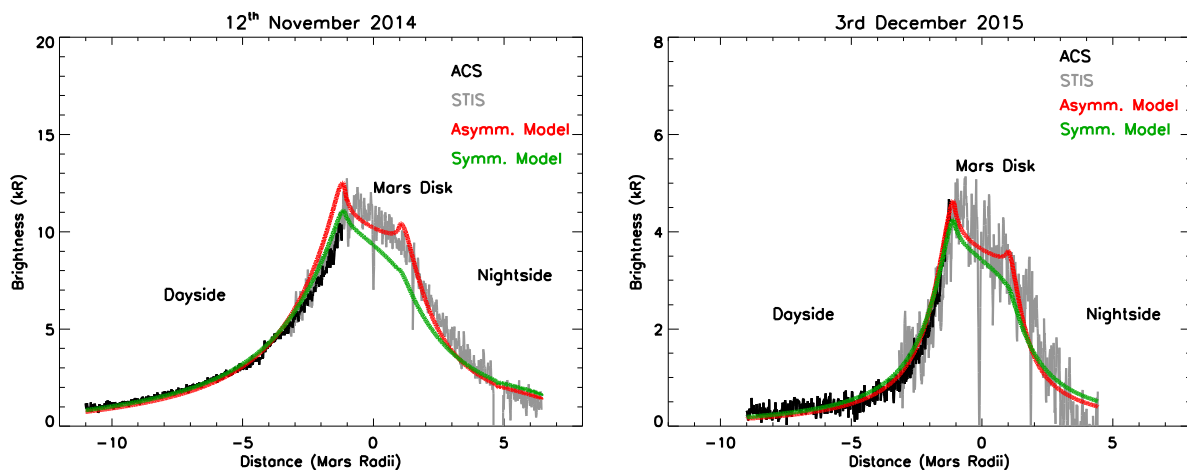 12th November 2014
20
15
10
5
0
Brightness (kR)
ACS
STIS
Asymm. Model
Symm. Model
Mars Disk
Dayside
Nightside
-10
-5
0
5
Distance (Mars Radii)
3rd December 2015
8
6
4
2
0
Brightness (kR)
ACS
STIS
Asymm. Model
Symm. Model
Mars Disk
Dayside
Nightside
-10
-5
0
5
Distance (Mars Radii)